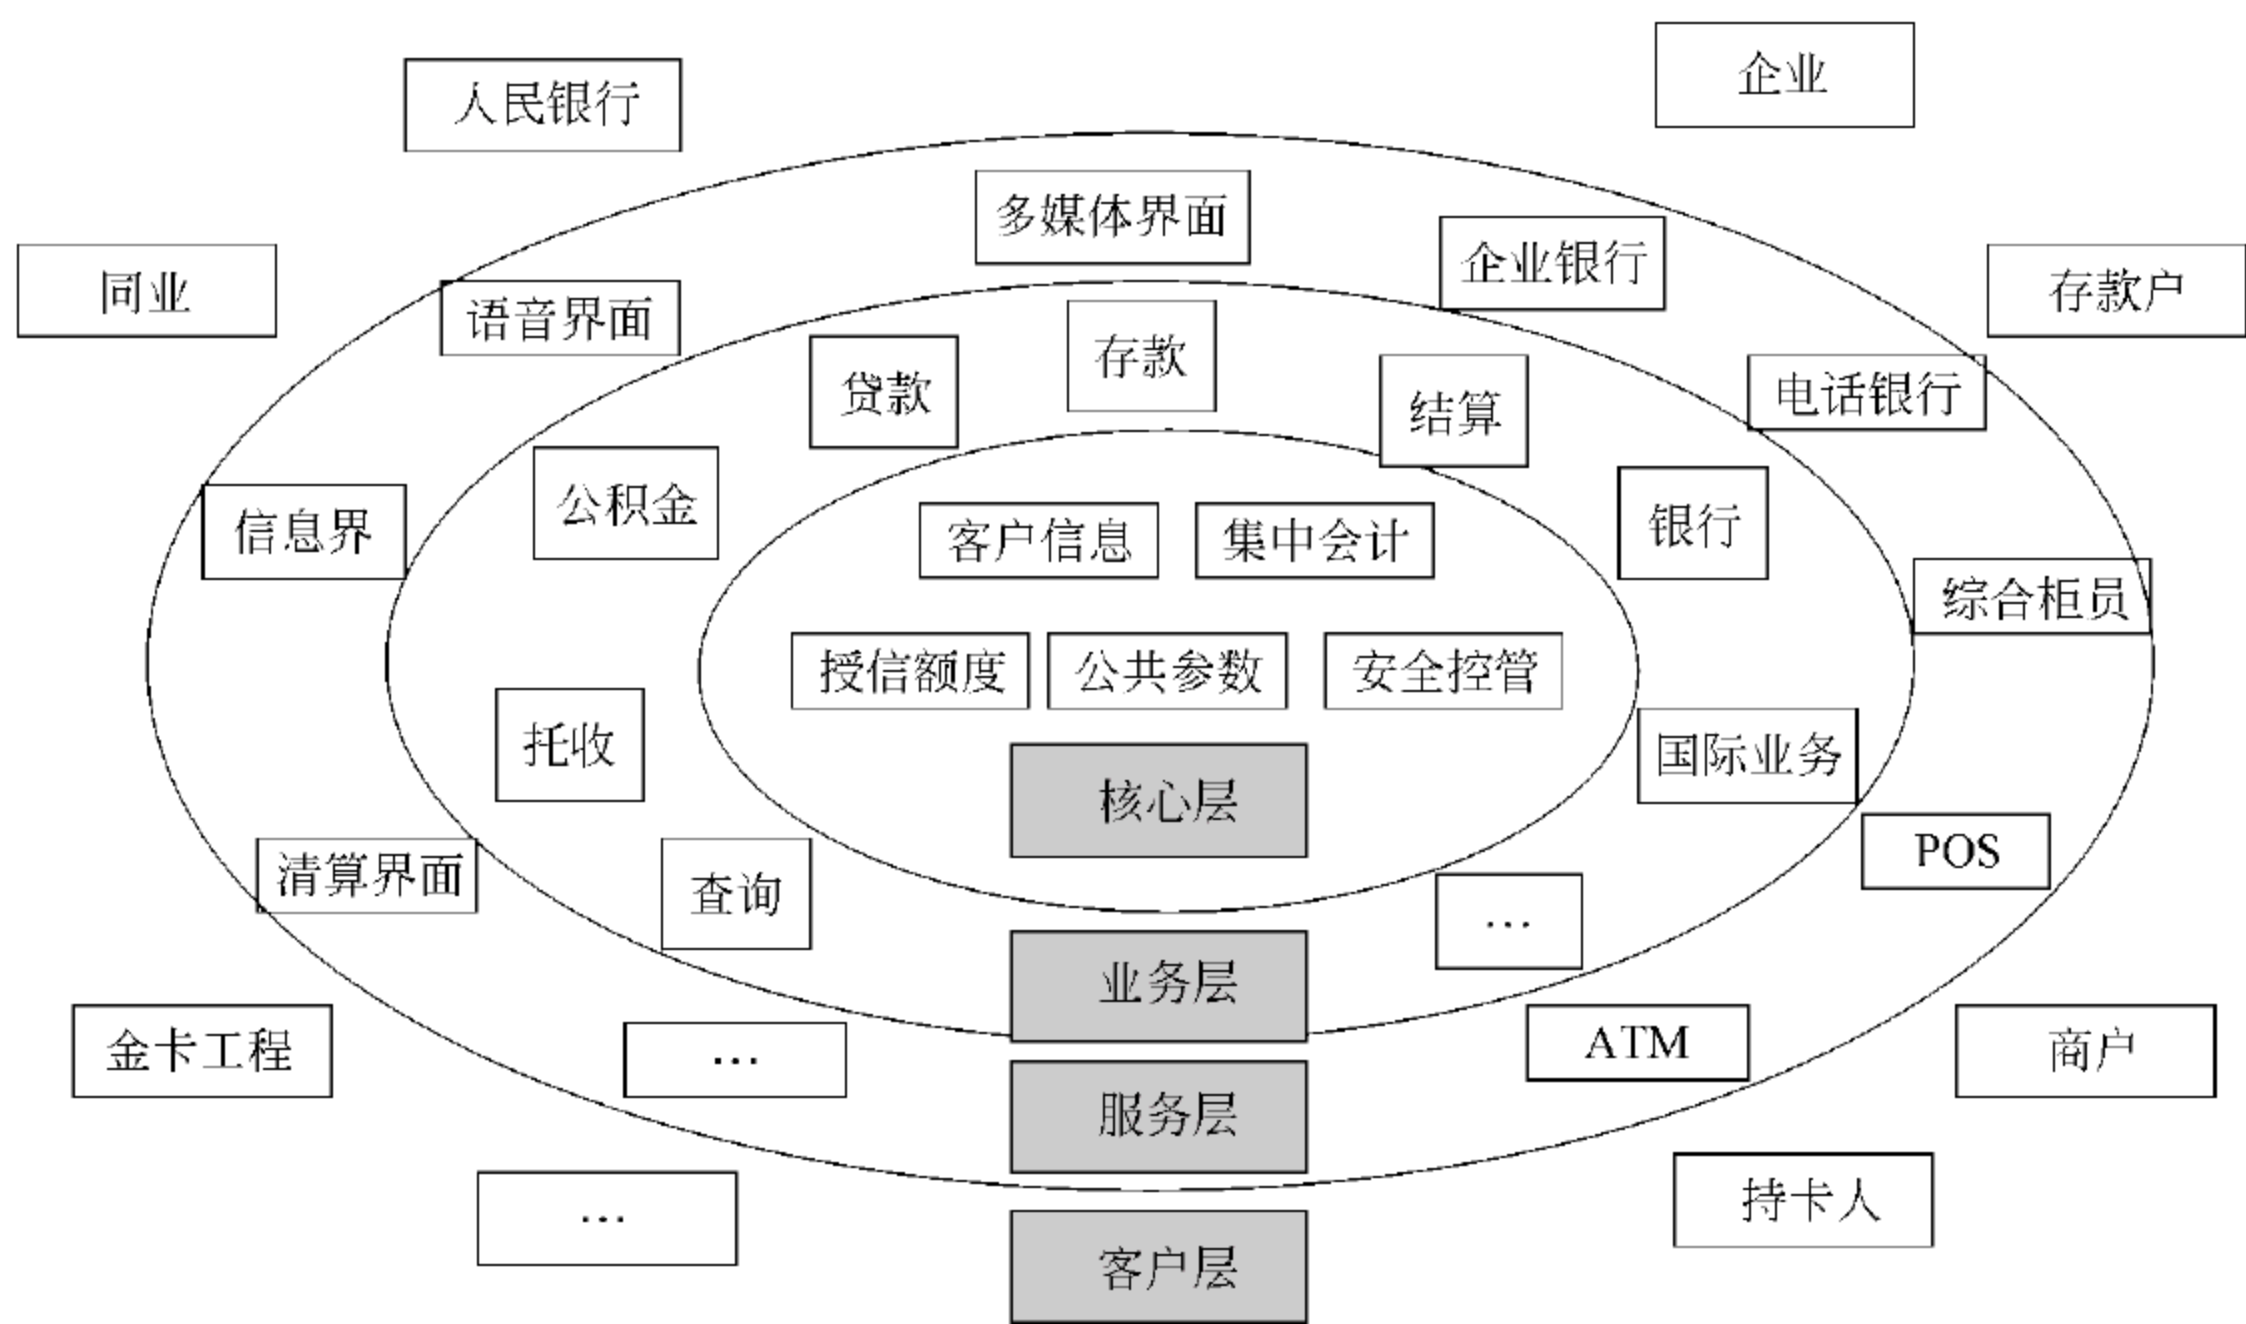 企业
人民银行
多媒体界面
企业银行
同业
存款户
语音界面
存款
贷款
电话银行
结算
公积金
银行
信息界
客户信息
集中会计
综合柜员
授信额度
公共参数
安全控管
托收
国际业务
核心层
POS
清算界面
查询
…
业务层
金卡工程
…
ATM
商户
服务层
持卡人
…
客户层